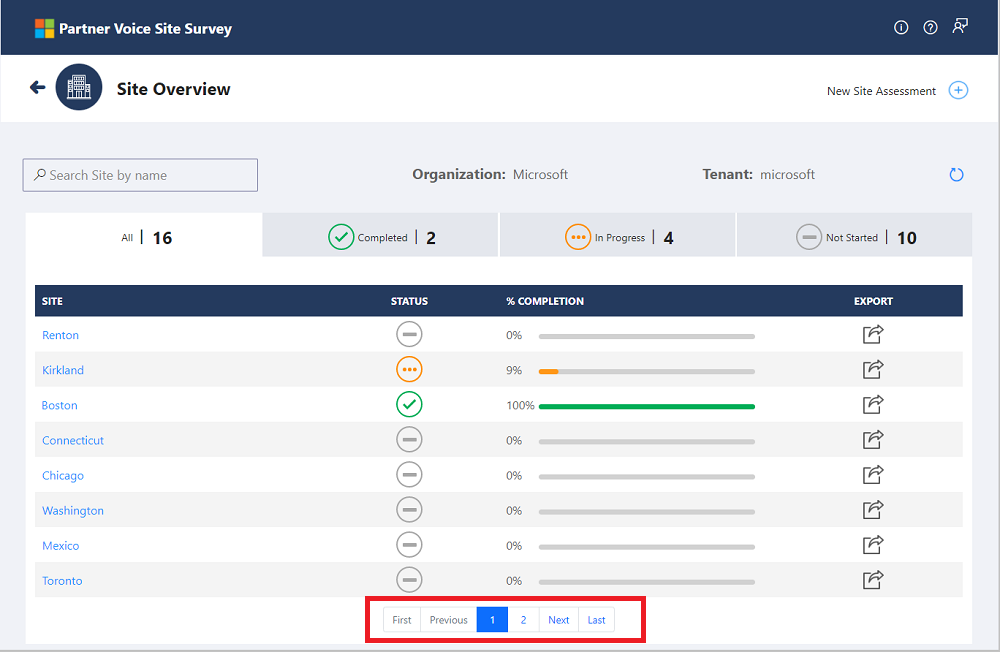 Partner Voice Site Survey
Site Overview
New Site Assessment
Search Site by name
Organization: Microsoft
Tenant: microsoft
All | 16
Completed | 2
In Progress | 4
Not Started | 10
SITE STATUS % COMPLETION EXPORT
Renton 0%
Kirkland 9%
Boston 100%
Connecticut 0%
Chicago 0%
Washington 0%
Mexico 0%
Toronto 0%
First Previous 1 2 Next Last